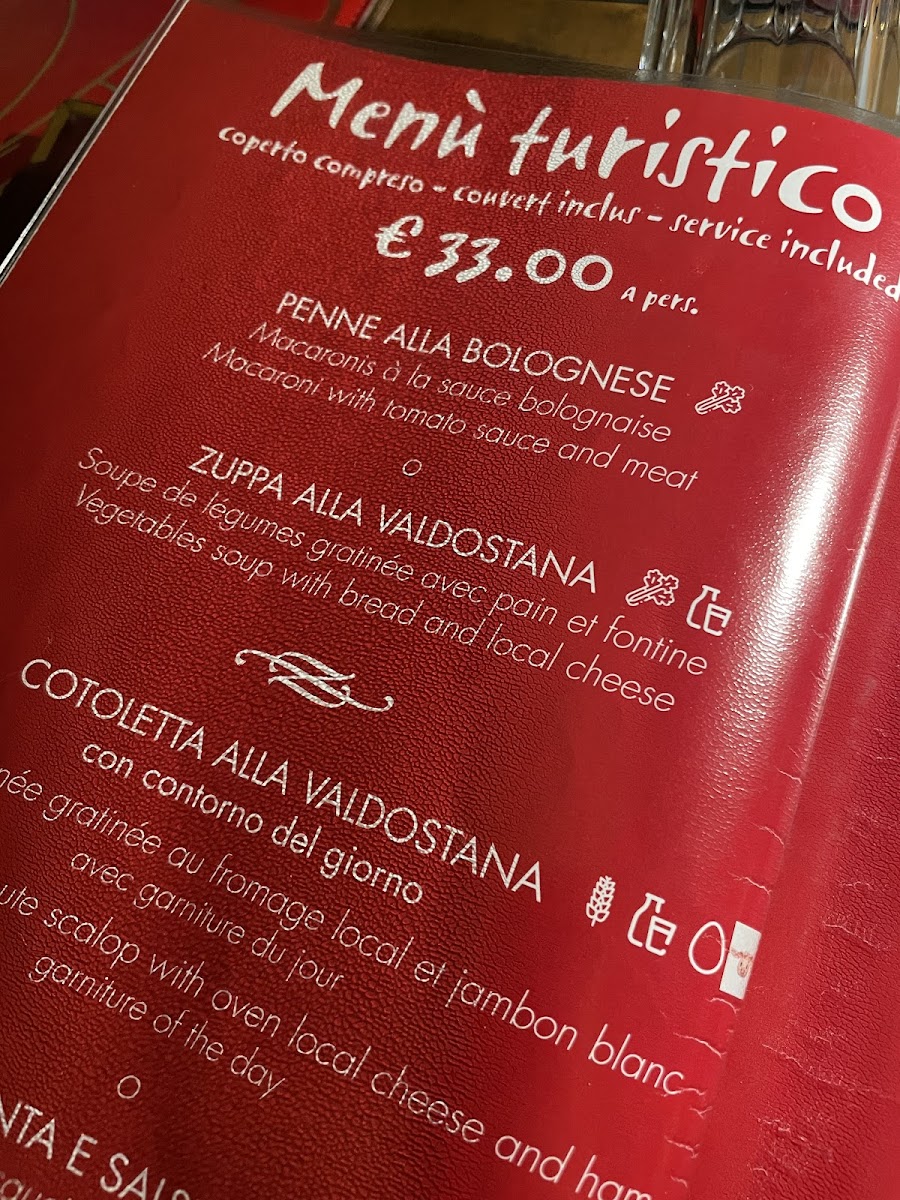 Menù turistico
coperto compreso - couvert inclus - service included
€ 33.00 a pers.
PENNE ALLA BOLOGNESE
Macaronis à la sauce bolognaise
Macaroni with tomato sauce and meat
o
ZUPPA ALLA VALDOSTANA
Soupe de légumes gratinée avec pain et fontine
Vegetables soup with bread and local cheese
COTOLETTA ALLA VALDOSTANA
con contorno del giorno
gratinée au fromage local et jambon blanc
avec garniture du jour
scalop with oven local cheese and ham
garniture of the day
o
E